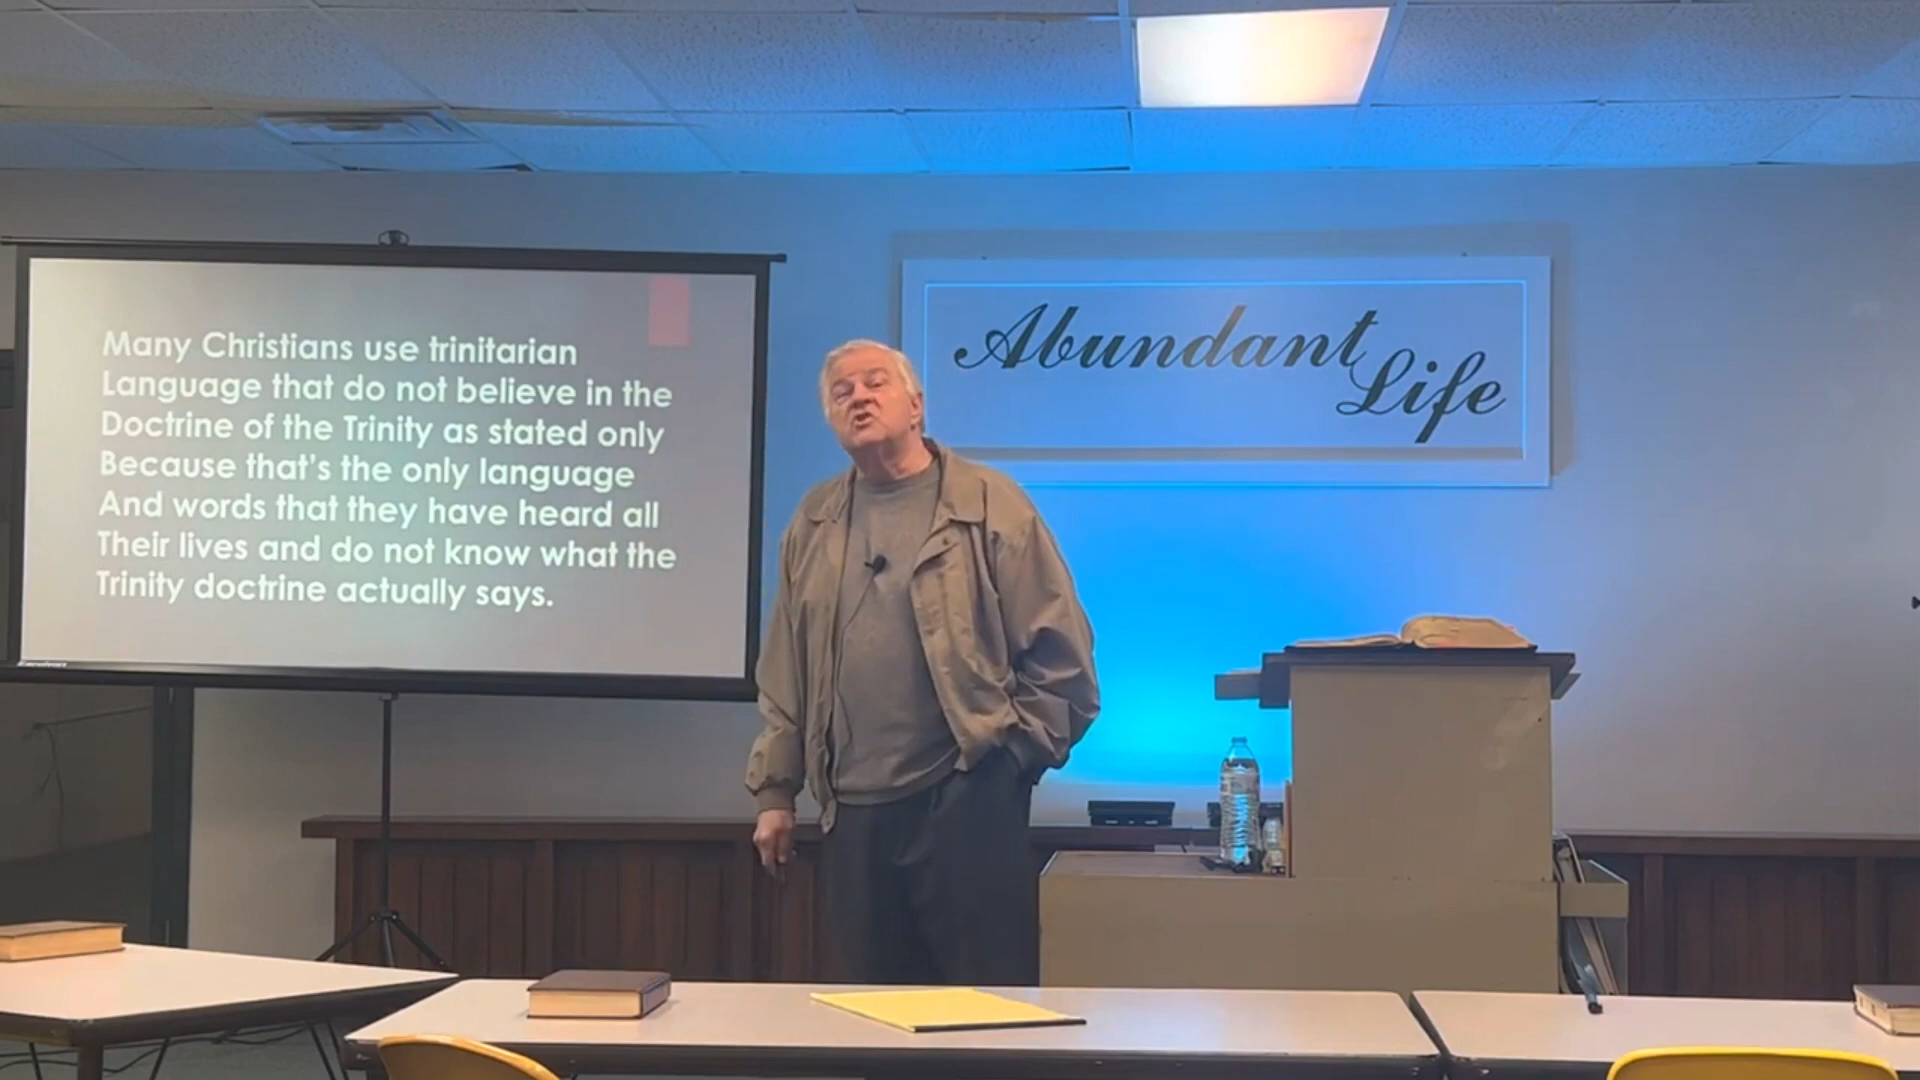 Many Christians use trinitarian
Language that do not believe in the
Doctrine of the Trinity as stated only
Because that's the only language
And words that they have heard all
Their lives and do not know what the
Trinity doctrine actually says.
Abundant
Life